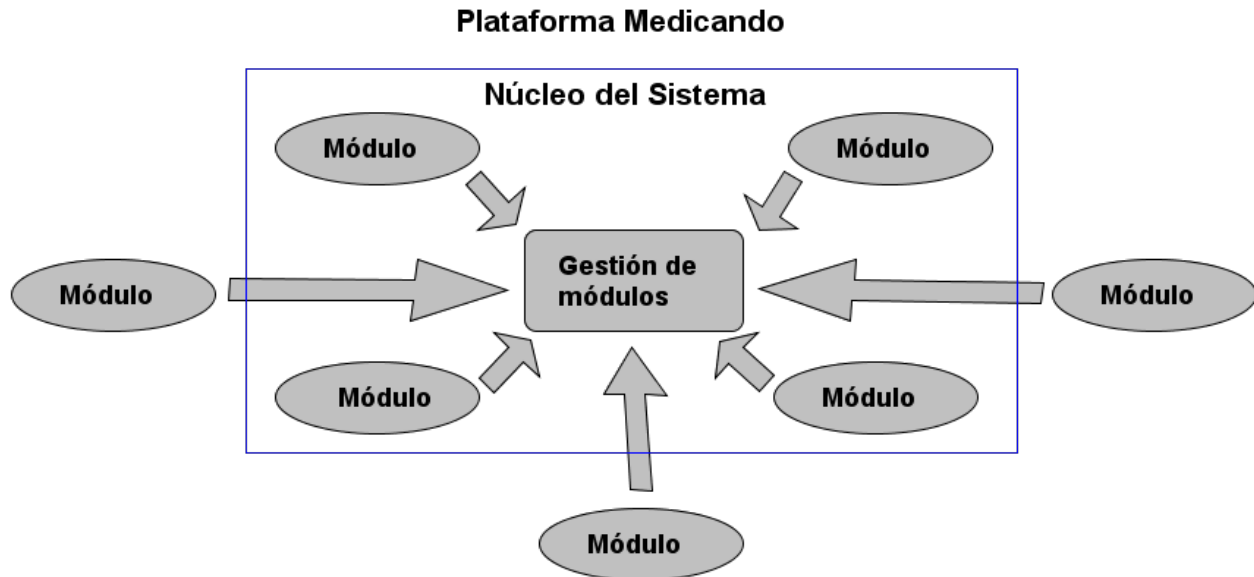 Plataforma Medicando
Núcleo del Sistema
Módulo
Módulo
Gestión de
módulos
Módulo
Módulo
Módulo
Módulo
Módulo